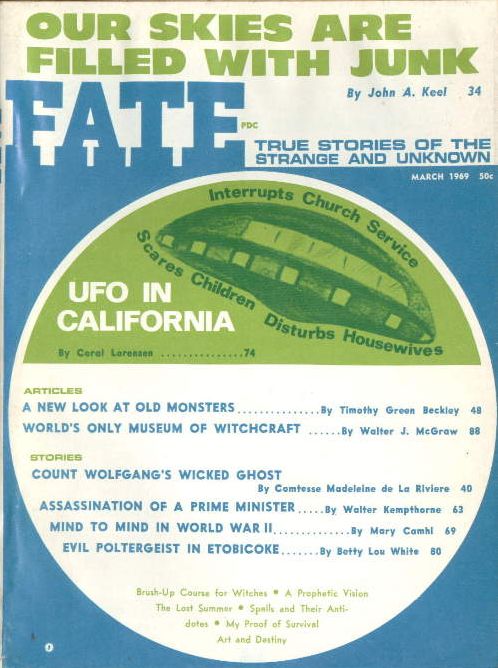 OUR SKIES ARE
FILLED WITH JUNK
By John A. Keel 34
FATE
PDC
TRUE STORIES OF THE
STRANGE AND UNKNOWN
MARCH 1969 50c
Interrupts Church Service
Scares Children Disturbs Housewives
UFO IN
CALIFORNIA
By Coral Lorenzen ...............74
ARTICLES
A NEW LOOK AT OLD MONSTERS...............By Timothy Green Beckley 48
WORLD'S ONLY MUSEUM OF WITCHCRAFT ......By Walter J. McGraw 88
STORIES
COUNT WOLFGANG'S WICKED GHOST
By Comtesse Madeleine de La Riviere 40
ASSASSINATION OF A PRIME MINISTER.....By Walter Kempthorne 63
MIND TO MIND IN WORLD WAR II..............By Mary Camhi 69
EVIL POLTERGEIST IN ETOBICOKE.......By Betty Lou White 80
Brush-Up Course for Witches • A Prophetic Vision
The Lost Summer • Spells and Their Anti-
dotes • My Proof of Survival
Art and Destiny